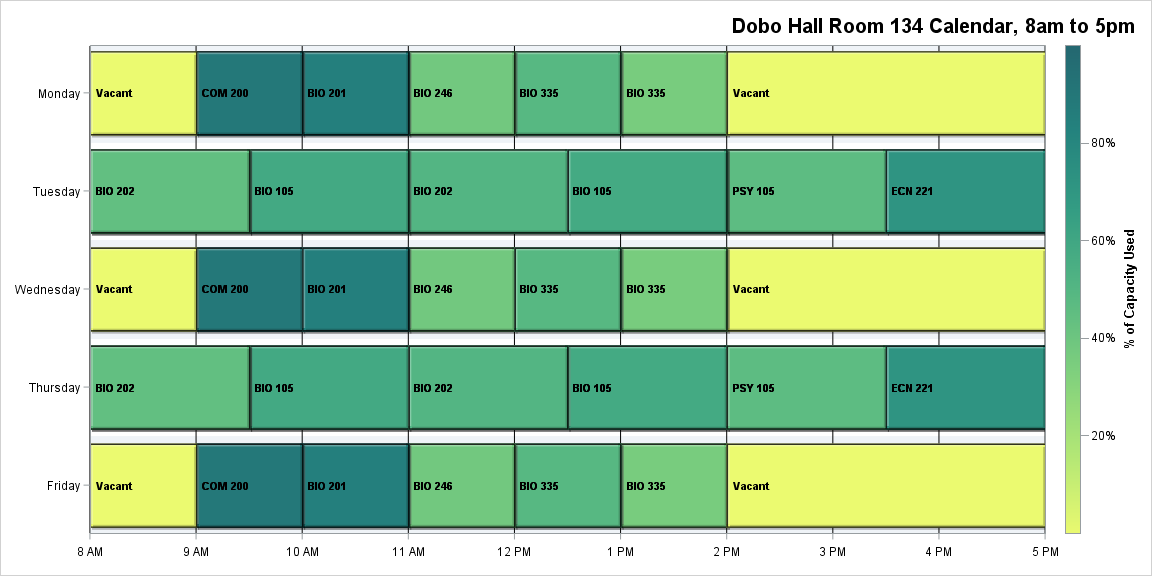 Dobo Hall Room 134 Calendar, 8am to 5pm
Monday
Vacant COM 200 BIO 201 BIO 246 BIO 335 BIO 335 Vacant
Tuesday
BIO 202 BIO 105 BIO 202 BIO 105 PSY 105 ECN 221
Wednesday
Vacant COM 200 BIO 201 BIO 246 BIO 335 BIO 335 Vacant
Thursday
BIO 202 BIO 105 BIO 202 BIO 105 PSY 105 ECN 221
Friday
Vacant COM 200 BIO 201 BIO 246 BIO 335 BIO 335 Vacant
8 AM 9 AM 10 AM 11 AM 12 PM 1 PM 2 PM 3 PM 4 PM 5 PM
80%
60%
40%
20%
% of Capacity Used